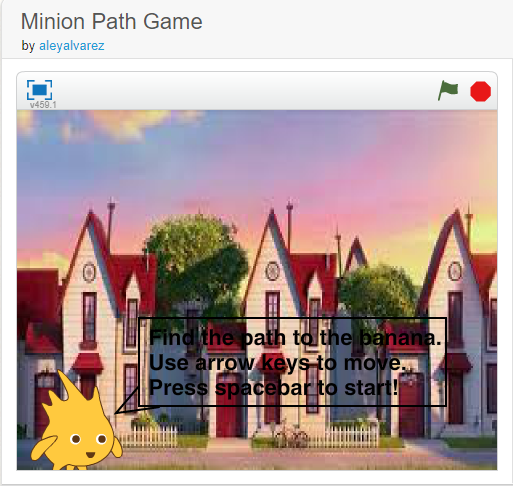 Minion Path Game
by aleyalvarez
v459.1
Find the path to the banana.
Use arrow keys to move.
Press spacebar to start!